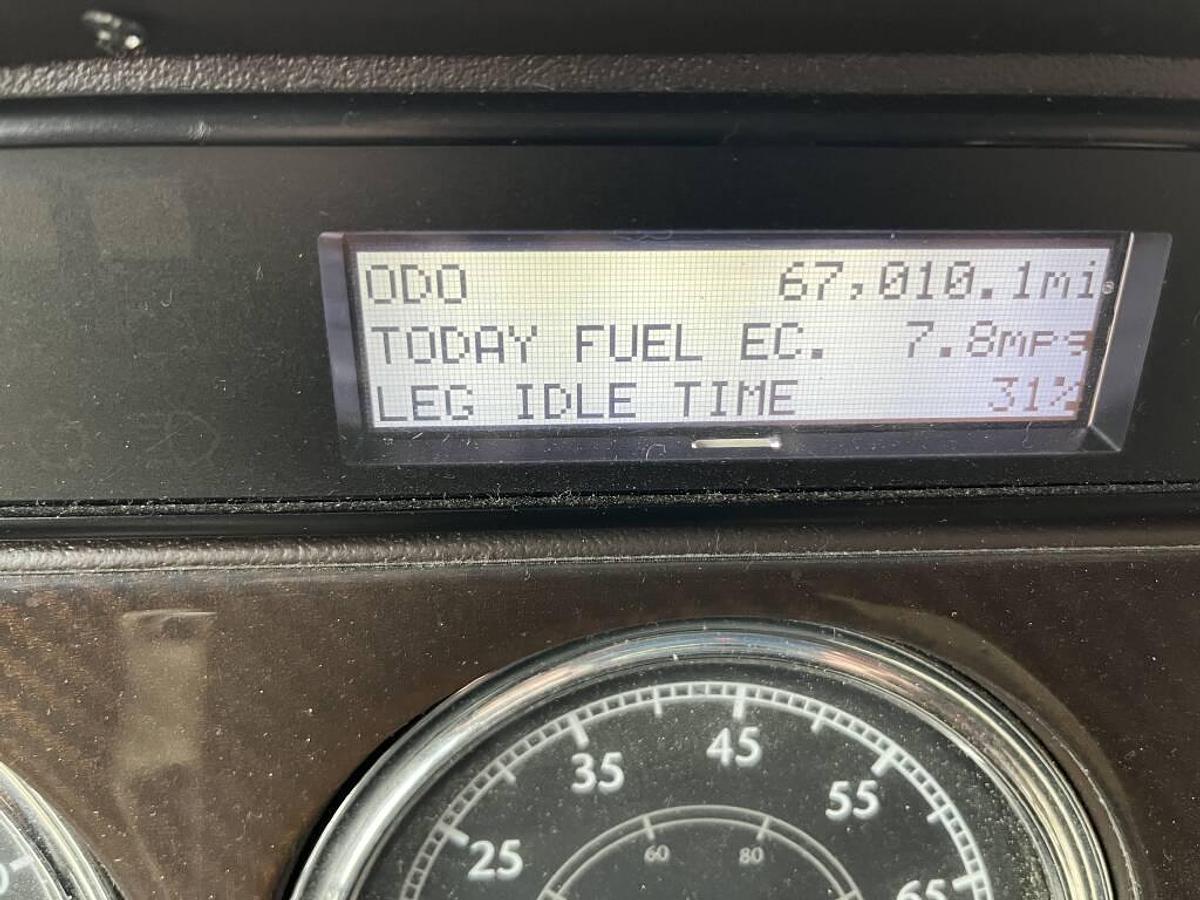 ODO 67,010.1mi
TODAY FUEL EC. 7.8mpg
LEG IDLE TIME 31%
45
35
55
25
60 80
65